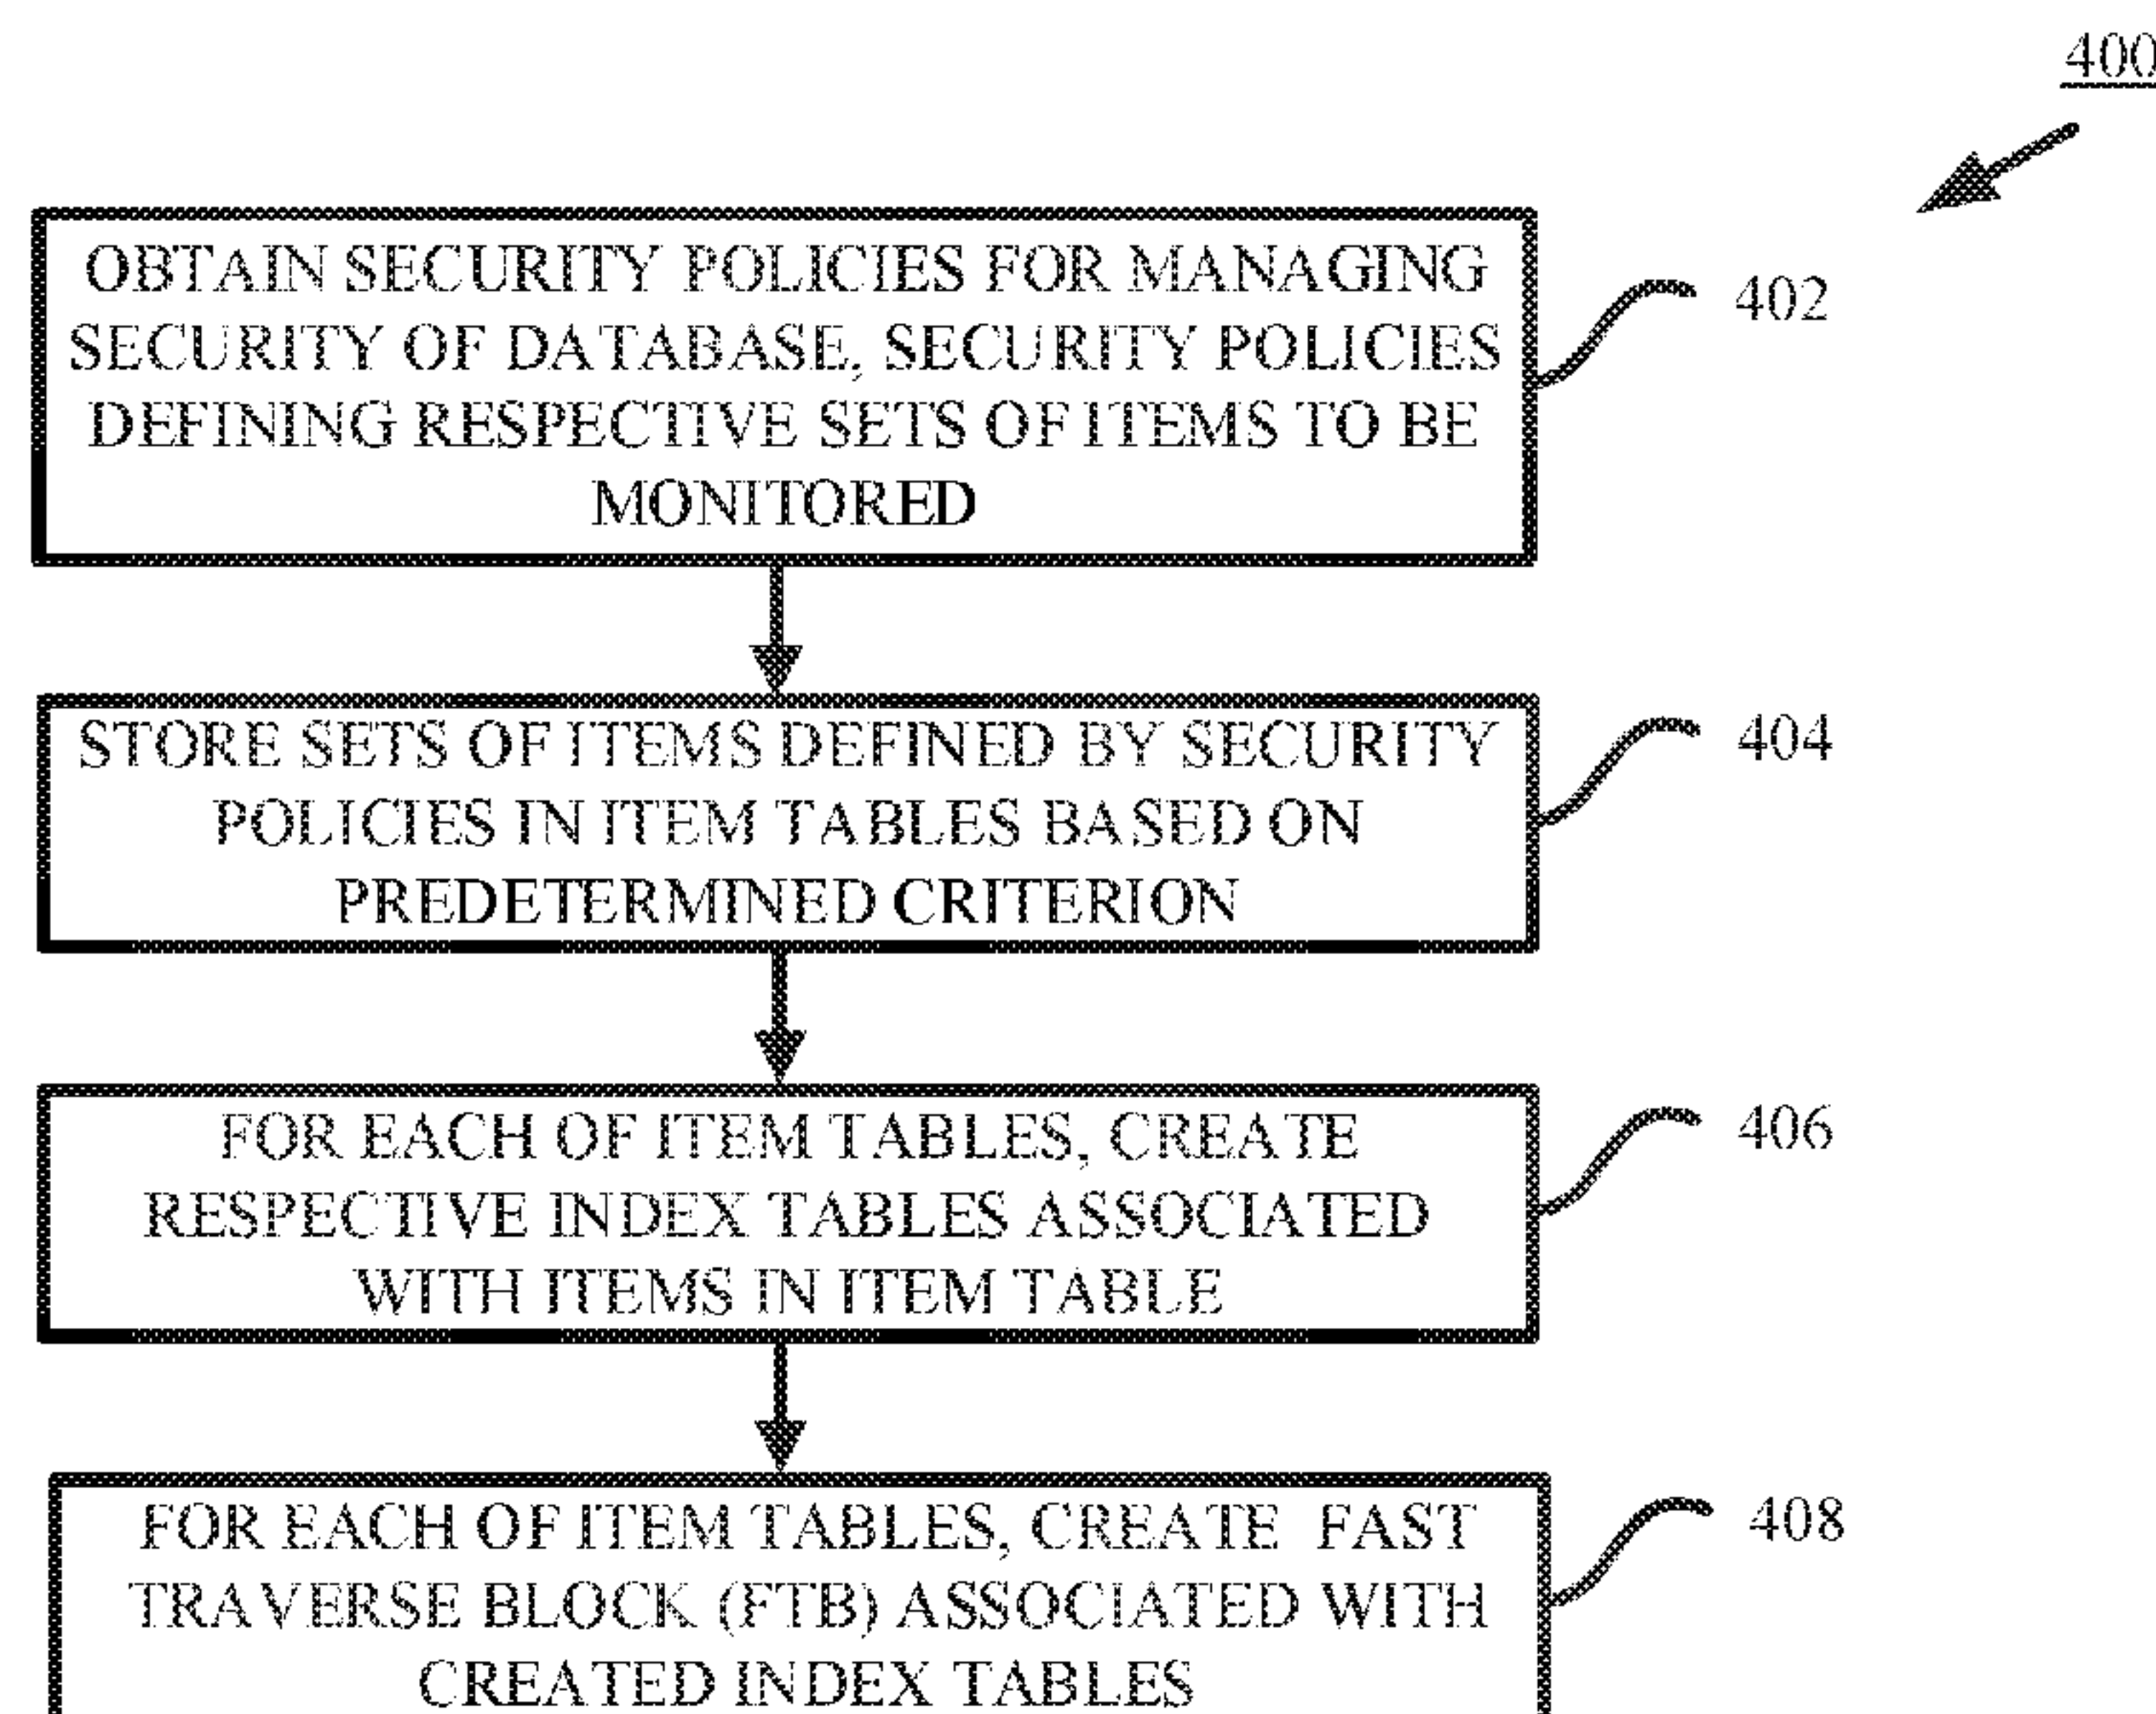 400
OBTAIN SECURITY POLICIES FOR MANAGING
SECURITY OF DATABASE, SECURITY POLICIES
DEFINING RESPECTIVE SETS OF ITEMS TO BE
MONITORED
402
STORE SETS OF ITEMS DEFINED BY SECURITY
POLICIES IN ITEM TABLES BASED ON
PREDETERMINED CRITERION
404
FOR EACH OF ITEM TABLES, CREATE
RESPECTIVE INDEX TABLES ASSOCIATED
WITH ITEMS IN ITEM TABLE
406
FOR EACH OF ITEM TABLES, CREATE FAST
TRAVERSE BLOCK (FTB) ASSOCIATED WITH
CREATED INDEX TABLES
408